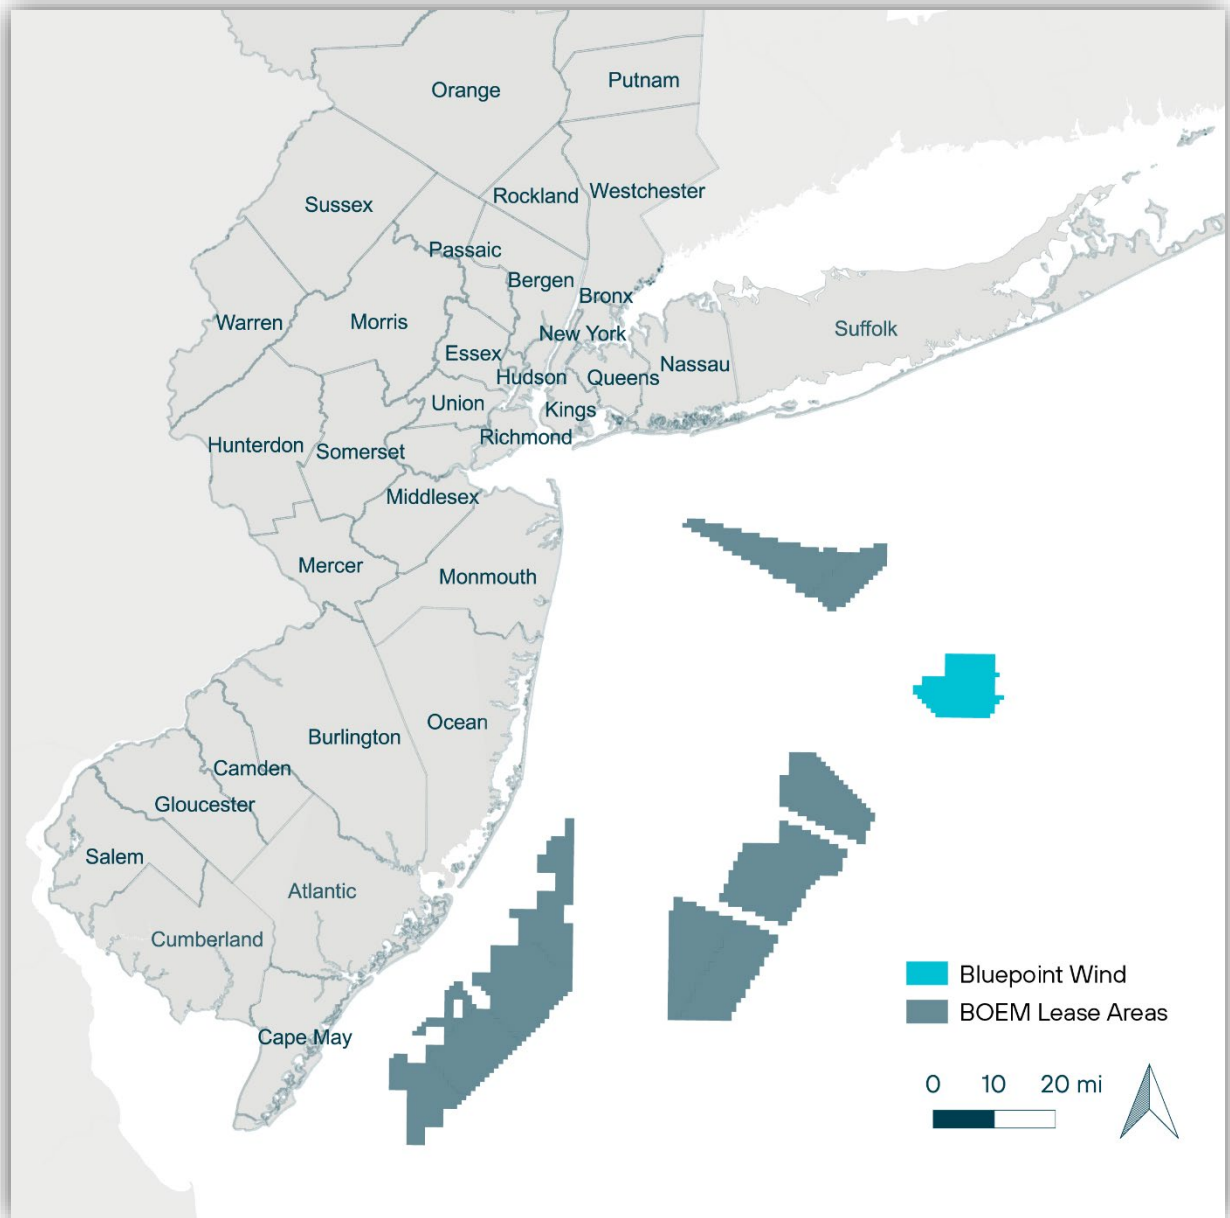 Orange
Putnam
Sussex
Rockland
Westchester
Passaic
Bergen
Bronx
Warren
Morris
New York
Suffolk
Essex
Nassau
Hudson
Queens
Union
Kings
Richmond
Hunterdon
Somerset
Middlesex
Mercer
Monmouth
Ocean
Burlington
Camden
Gloucester
Salem
Atlantic
Cumberland
Cape May
Bluepoint Wind
BOEM Lease Areas
0 10 20 mi